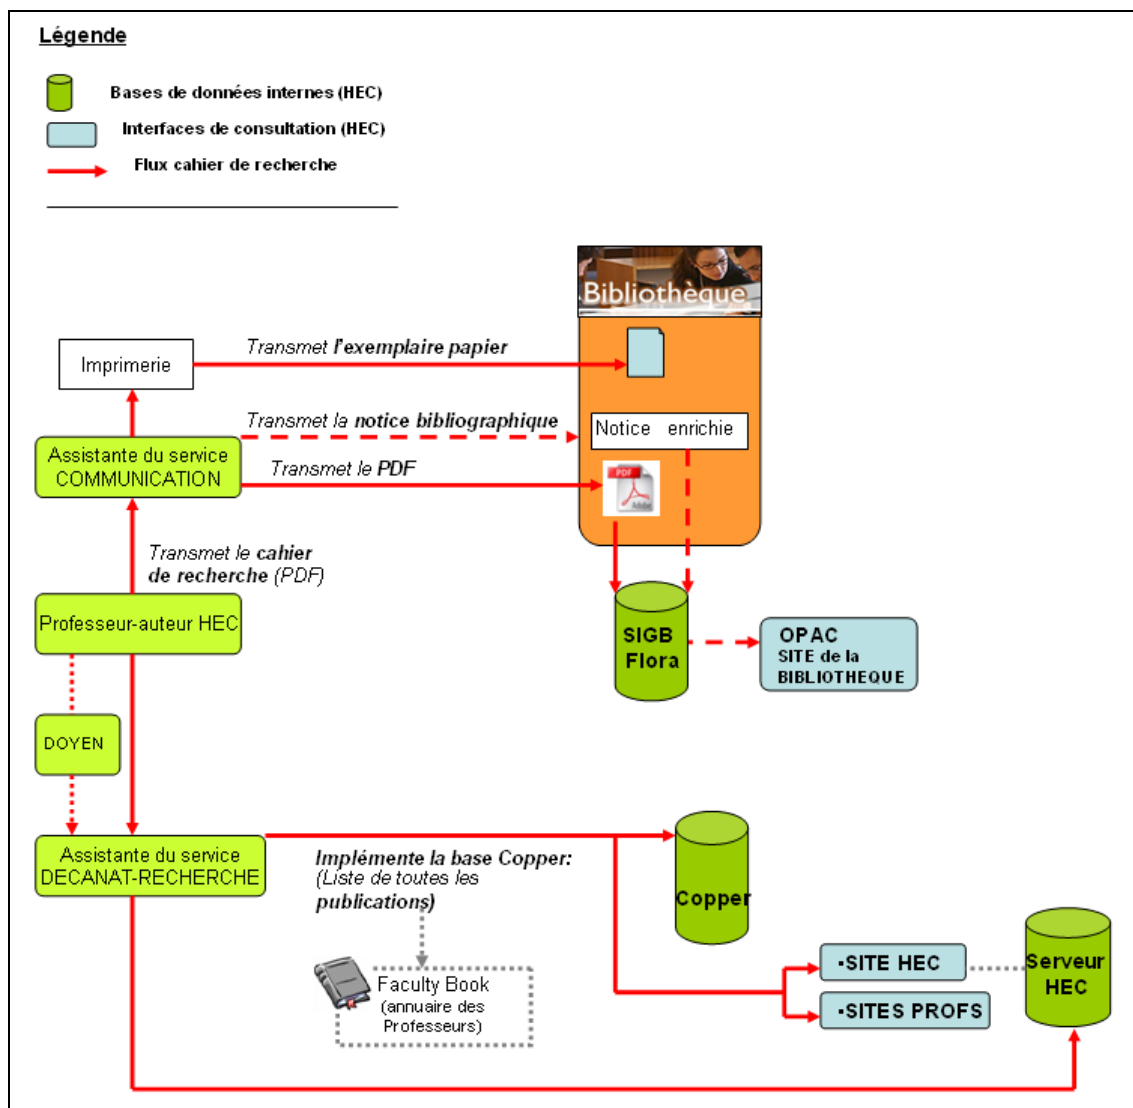 Légende
Bases de données internes (HEC)
Interfaces de consultation (HEC)
Flux cahier de recherche
Bibliothèque
Transmet l'exemplaire papier
Imprimerie
Transmet la notice bibliographique
Notice enrichie
Assistante du service
COMMUNICATION
Transmet le PDF
PDF
Adobe
Transmet le cahier
de recherche (PDF)
Professeur-auteur HEC
SIGB
Flora
OPAC
SITE de la
BIBLIOTHEQUE
DOYEN
Assistante du service
DECANAT-RECHERCHE
Implémente la base Copper:
(Liste de toutes les
publications)
Copper
Faculty Book
(annuaire des
Professeurs)
▪SITE HEC
▪SITES PROFS
Serveur
HEC